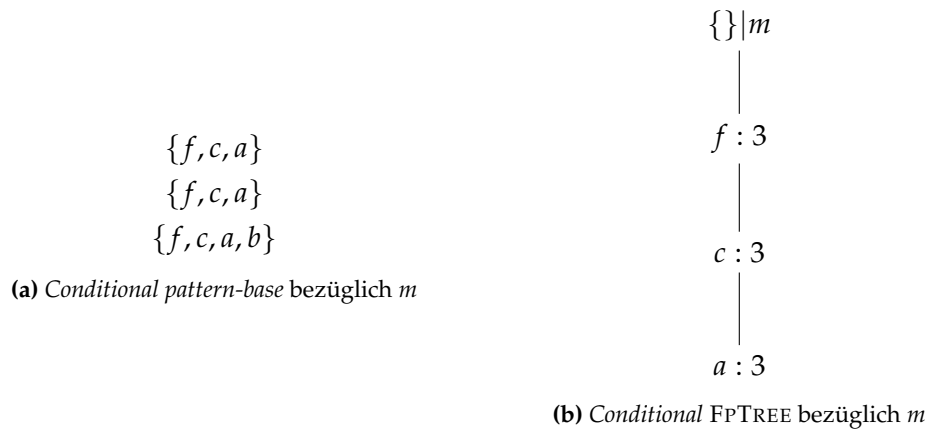 {f, c, a}
{f, c, a}
{f, c, a, b}
(a) Conditional pattern-base bezüglich m
{}|m
f : 3
c : 3
a : 3
(b) Conditional FPTREE bezüglich m